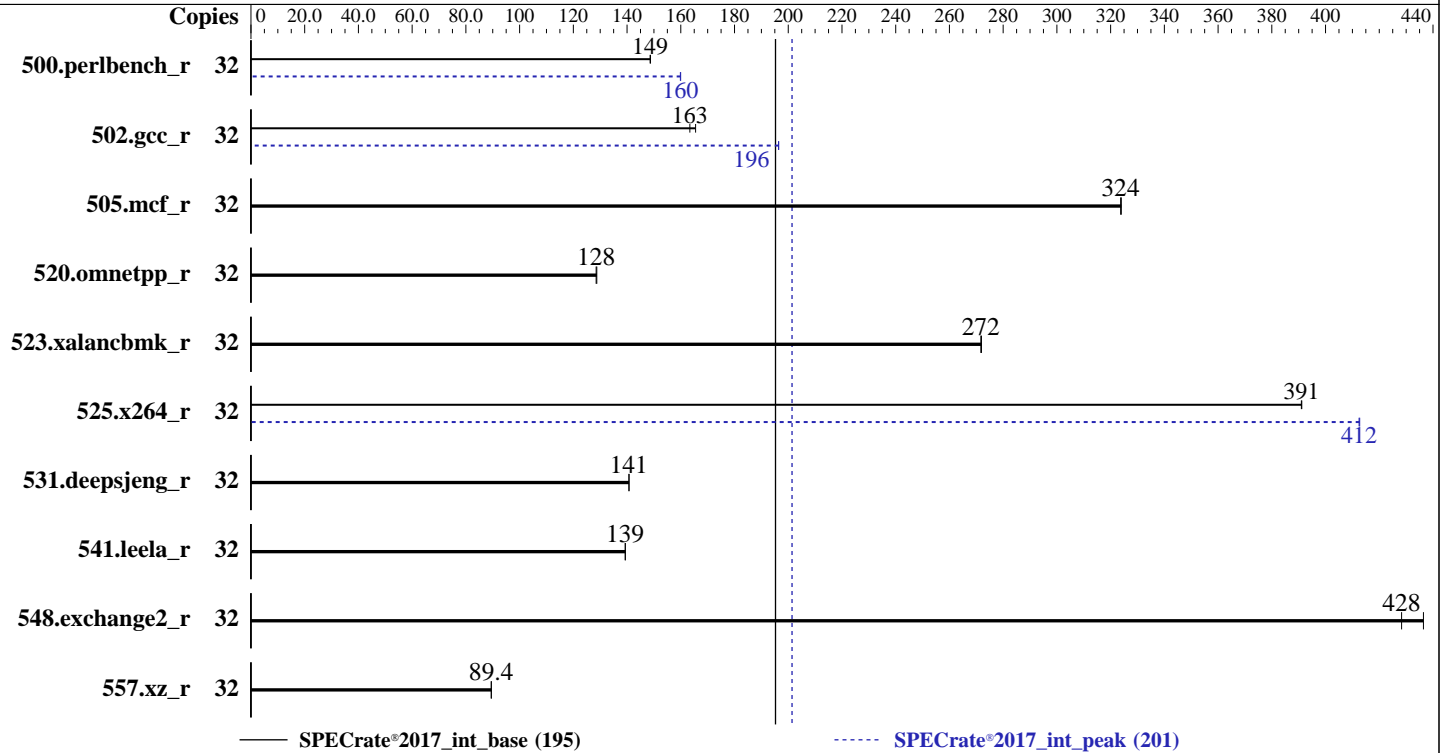 Copies 0 20.0 40.0 60.0 80.0 100 120 140 160 180 200 220 240 260 280 300 320 340 360 380 400 440
149
500.perlbench_r 32
160
163
502.gcc_r 32
196
324
505.mcf_r 32
128
520.omnetpp_r 32
272
523.xalancbmk_r 32
391
525.x264_r 32
412
141
531.deepsjeng_r 32
139
541.leela_r 32
428
548.exchange2_r 32
89.4
557.xz_r 32
SPECrate®2017_int_base (195) SPECrate®2017_int_peak (201)